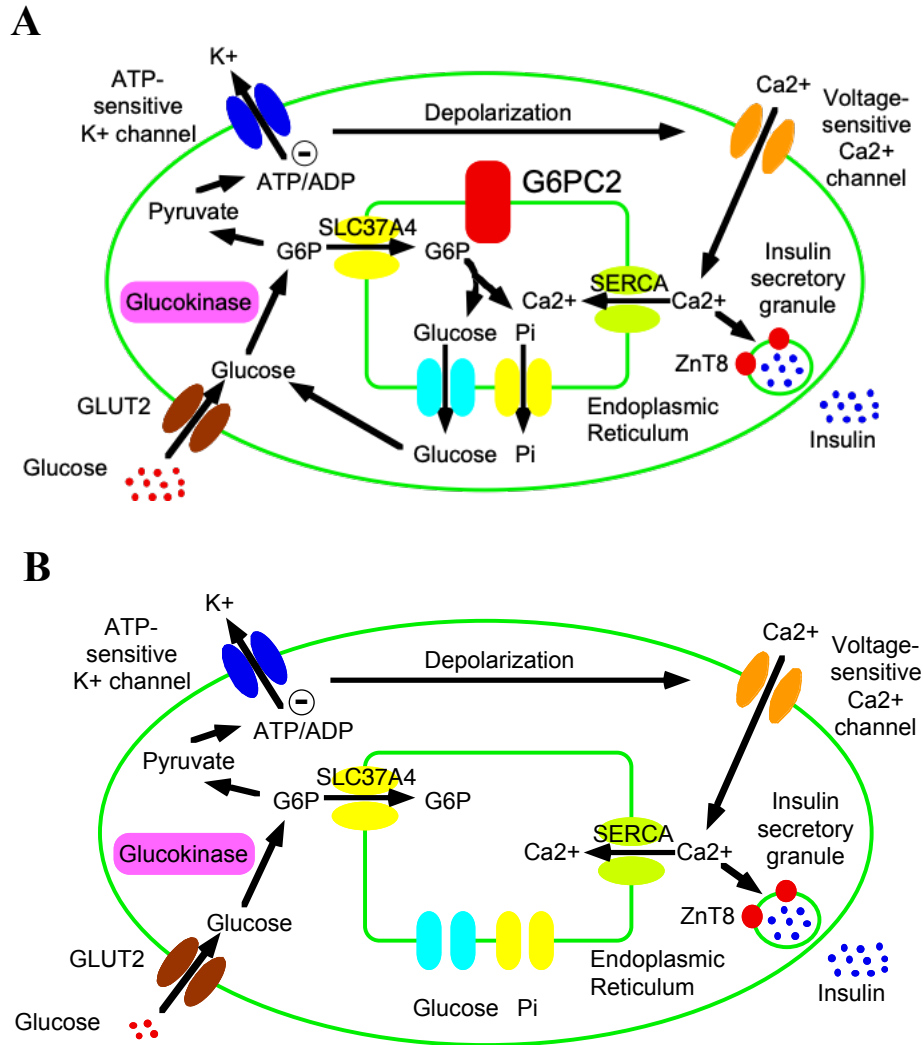 A
K+
ATP-
sensitive
K+ channel
Depolarization
Ca2+
Voltage-
sensitive
Ca2+
channel
−
ATP/ADP
G6PC2
Pyruvate
SLC37A4
G6P
G6P
SERCA
Insulin
secretory
granule
Glucokinase
Ca2+
Ca2+
Glucose
Pi
ZnT8
Glucose
GLUT2
Endoplasmic
Reticulum
Insulin
Glucose
Glucose
Pi
B
K+
ATP-
sensitive
K+ channel
Depolarization
Ca2+
Voltage-
sensitive
Ca2+
channel
−
ATP/ADP
Pyruvate
SLC37A4
G6P
G6P
Insulin
secretory
granule
SERCA
Glucokinase
Ca2+
Ca2+
ZnT8
Glucose
GLUT2
Endoplasmic
Reticulum
Insulin
Glucose
Glucose
Pi